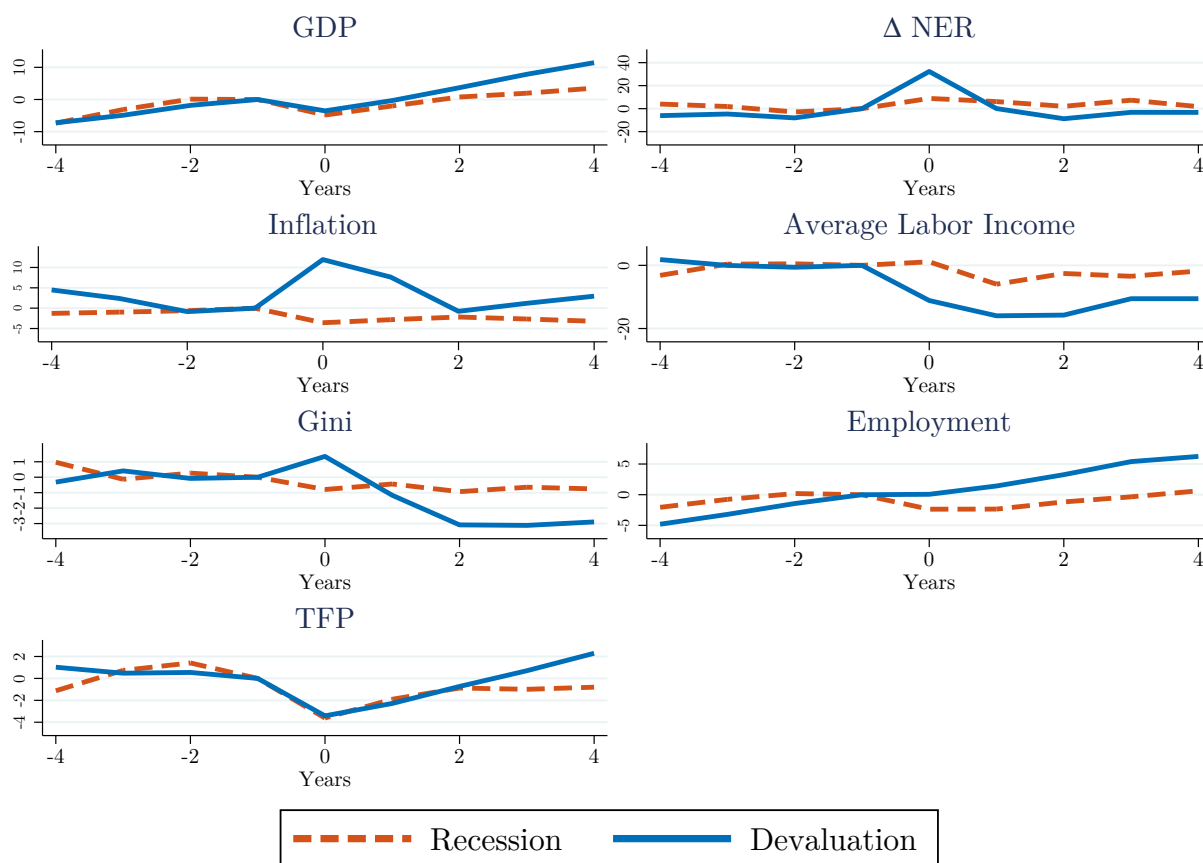 GDP
10
0
-10
-4 -2 0 2 4
Years
Δ NER
40
20
0
-20
-4 -2 0 2 4
Years
Inflation
10
5
0
-5
-4 -2 0 2 4
Years
Average Labor Income
0
-20
-4 -2 0 2 4
Years
Gini
1
0
-1
-2
-3
-4 -2 0 2 4
Years
Employment
5
0
-5
-4 -2 0 2 4
Years
TFP
2
0
-2
-4
-4 -2 0 2 4
Years
Recession Devaluation